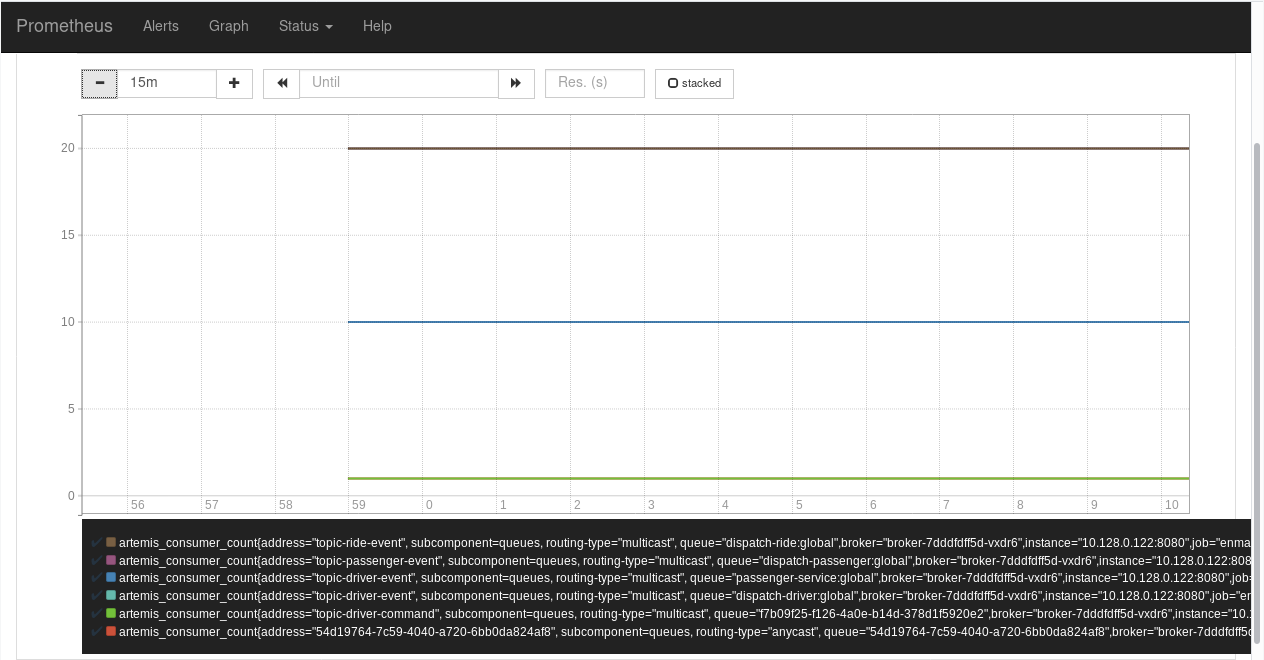 Prometheus Alerts Graph Status Help
15m Until Res. (s) stacked
20
15
10
5
0
56 57 58 59 0 1 2 3 4 5 6 7 8 9 10
artemis_consumer_count{address="topic-ride-event", subcomponent=queues, routing-type="multicast", queue="dispatch-ride:global",broker="broker-7dddfdff5d-vxdr6",instance="10.128.0.122:8080",job="enma
artemis_consumer_count{address="topic-passenger-event", subcomponent=queues, routing-type="multicast", queue="dispatch-passenger:global",broker="broker-7dddfdff5d-vxdr6",instance="10.128.0.122:808
artemis_consumer_count{address="topic-driver-event", subcomponent=queues, routing-type="multicast", queue="passenger-service:global",broker="broker-7dddfdff5d-vxdr6",instance="10.128.0.122:8080",job=
artemis_consumer_count{address="topic-driver-event", subcomponent=queues, routing-type="multicast", queue="dispatch-driver:global",broker="broker-7dddfdff5d-vxdr6",instance="10.128.0.122:8080",job="er
artemis_consumer_count{address="topic-driver-command", subcomponent=queues, routing-type="multicast", queue="f7b09f25-f126-4a0e-b14d-378d1f5920e2",broker="broker-7dddfdff5d-vxdr6",instance="10.1
artemis_consumer_count{address="54d19764-7c59-4040-a720-6bb0da824af8", subcomponent=queues, routing-type="anycast", queue="54d19764-7c59-4040-a720-6bb0da824af8",broker="broker-7dddfdff5d